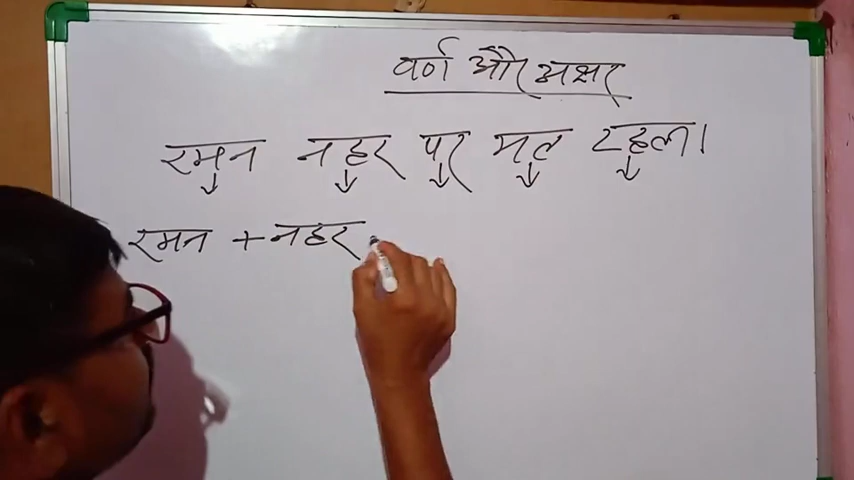 वर्ण और अक्षर
रमन नहर पर मत टहल।
रमन + नहर